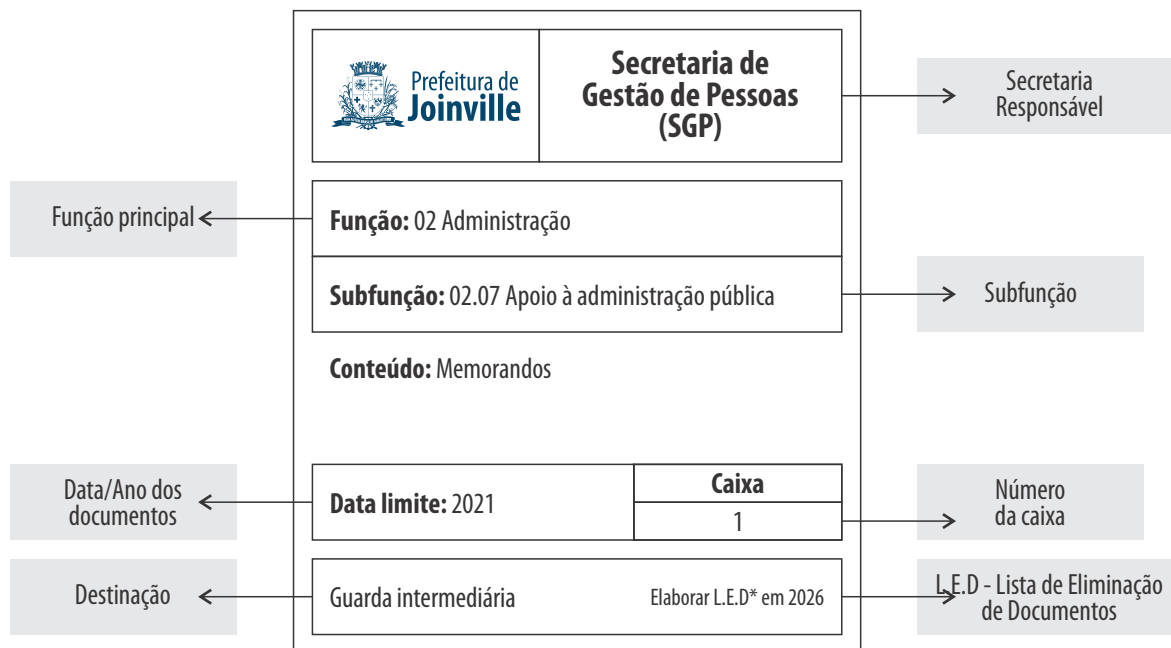 Prefeitura de
Joinville
Secretaria de
Gestão de Pessoas
(SGP)
Secretaria
Responsável
Função principal
Função: 02 Administração
Subfunção: 02.07 Apoio à administração pública
Subfunção
Conteúdo: Memorandos
Data/Ano dos
documentos
Data limite: 2021
Caixa
1
Número
da caixa
Destinação
Guarda intermediária
Elaborar L.E.D* em 2026
L.E.D - Lista de Eliminação
de Documentos